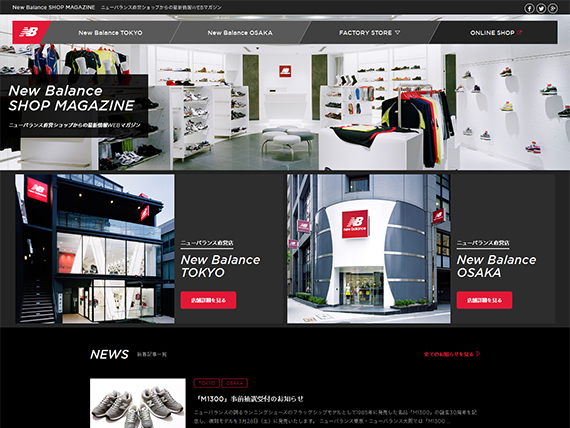 New Balance SHOP MAGAZINE ニューバランス直営ショップからの最新情報WEBマガジン
NB
New Balance TOKYO
New Balance OSAKA
FACTORY STORE ▽
ONLINE SHOP
New Balance
SHOP MAGAZINE
ニューバランス直営ショップからの最新情報WEBマガジン
ニューバランス直営店
New Balance
TOKYO
店舗詳細を見る
New Balance
ニューバランス直営店
New Balance
OSAKA
店舗詳細を見る
NEWS 新着記事一覧
全てのお知らせを見る
TOKYO OSAKA
「M1300」事前抽選受付のお知らせ
ニューバランスの誇るランニングシューズのフラッグシップモデルとして1985年に発売した名品「M1300」の誕生30周年を記
念し、復刻モデルを3月28日（土）に発売いたします。ニューバランス東京・ニューバランス大阪では「M1300